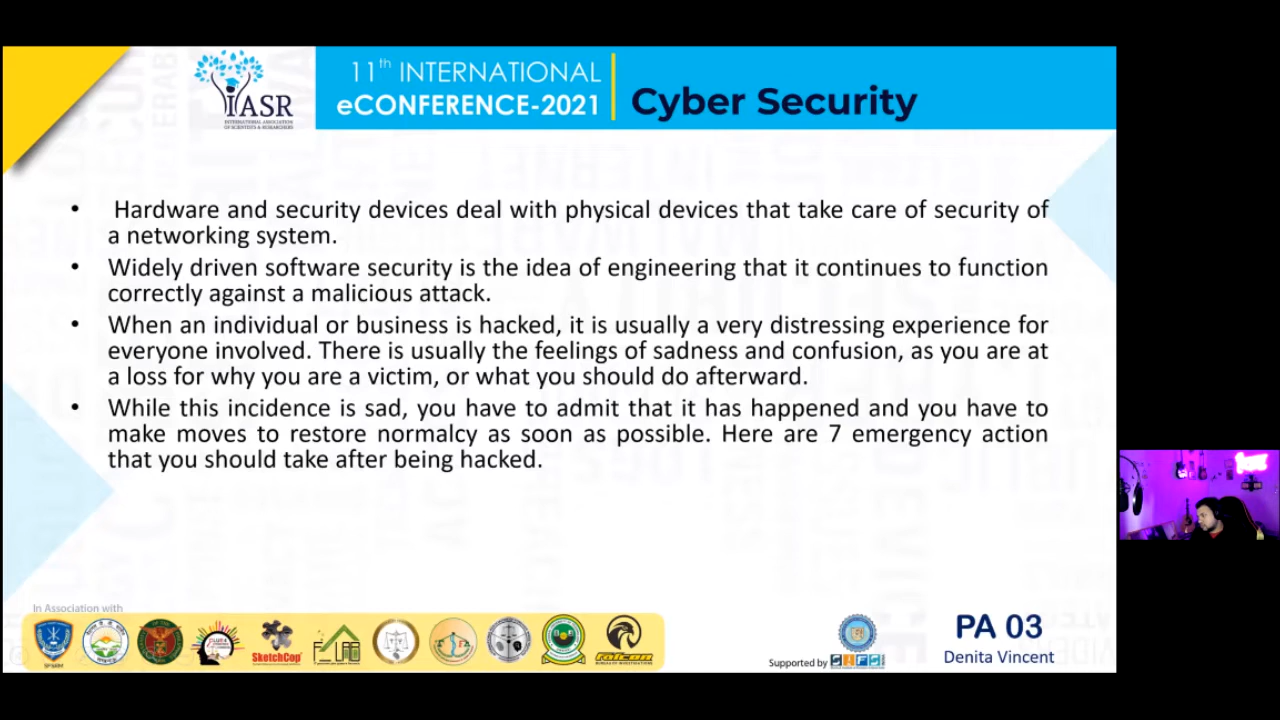 IASR
INTERNATIONAL ASSOCIATION
OF SCIENTISTS & RESEARCHERS
11th INTERNATIONAL
eCONFERENCE-2021
Cyber Security
• Hardware and security devices deal with physical devices that take care of security of
a networking system.
• Widely driven software security is the idea of engineering that it continues to function
correctly against a malicious attack.
• When an individual or business is hacked, it is usually a very distressing experience for
everyone involved. There is usually the feelings of sadness and confusion, as you are at
a loss for why you are a victim, or what you should do afterward.
• While this incidence is sad, you have to admit that it has happened and you have to
make moves to restore normalcy as soon as possible. Here are 7 emergency action
that you should take after being hacked.
In Association with
SketchCop
falcon
Supported by SIFSI
PA 03
Denita Vincent